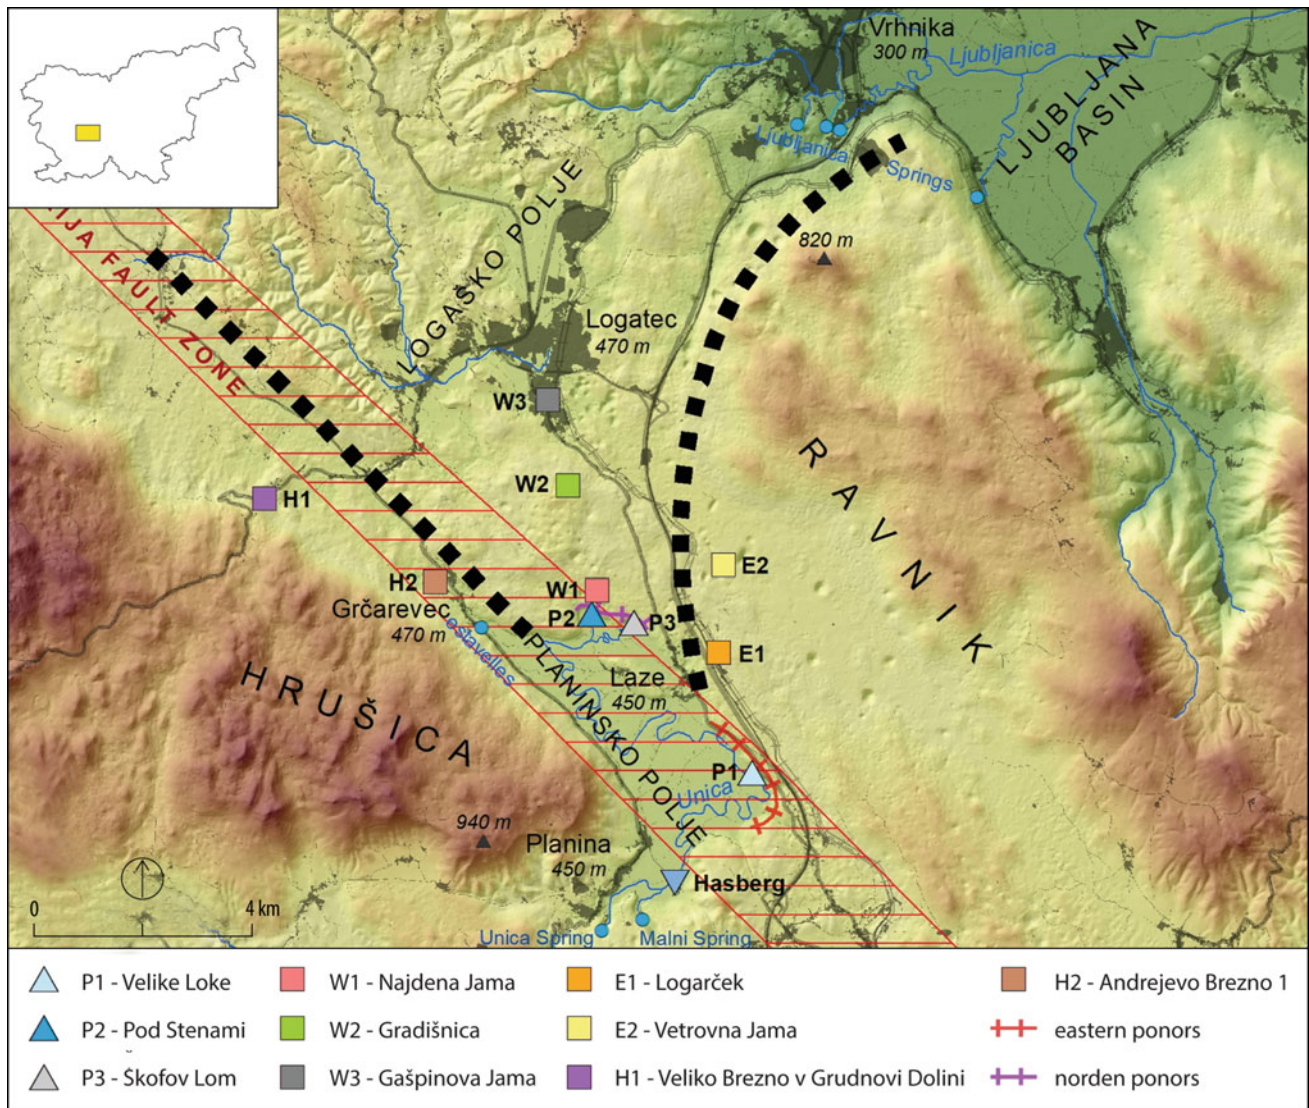 Vrhnika
300 m
Ljubljanica
LJUBLJANA
BASIN
Ljubljanica
Springs
LOGAŠKO POLJE
820 m
IJA FAULT ZONE
Logatec
470 m
W3
RAVNIK
W2
H1
E2
H2
W1
Grčarevec
470 m
P2
P3
estavelles
E1
HRUŠICA
PLANINSKO POLJE
Laze
450 m
P1
Unica
940 m
Planina
450 m
Hasberg
0
4 km
Unica Spring
Malni Spring
P1 - Velike Loke
W1 - Najdena Jama
E1 - Logarček
H2 - Andrejevo Brezno 1
P2 - Pod Stenami
W2 - Gradišnica
E2 - Vetrovna Jama
eastern ponors
P3 - Škofov Lom
W3 - Gašpinova Jama
H1 - Veliko Brezno v Grudnovi Dolini
norden ponors